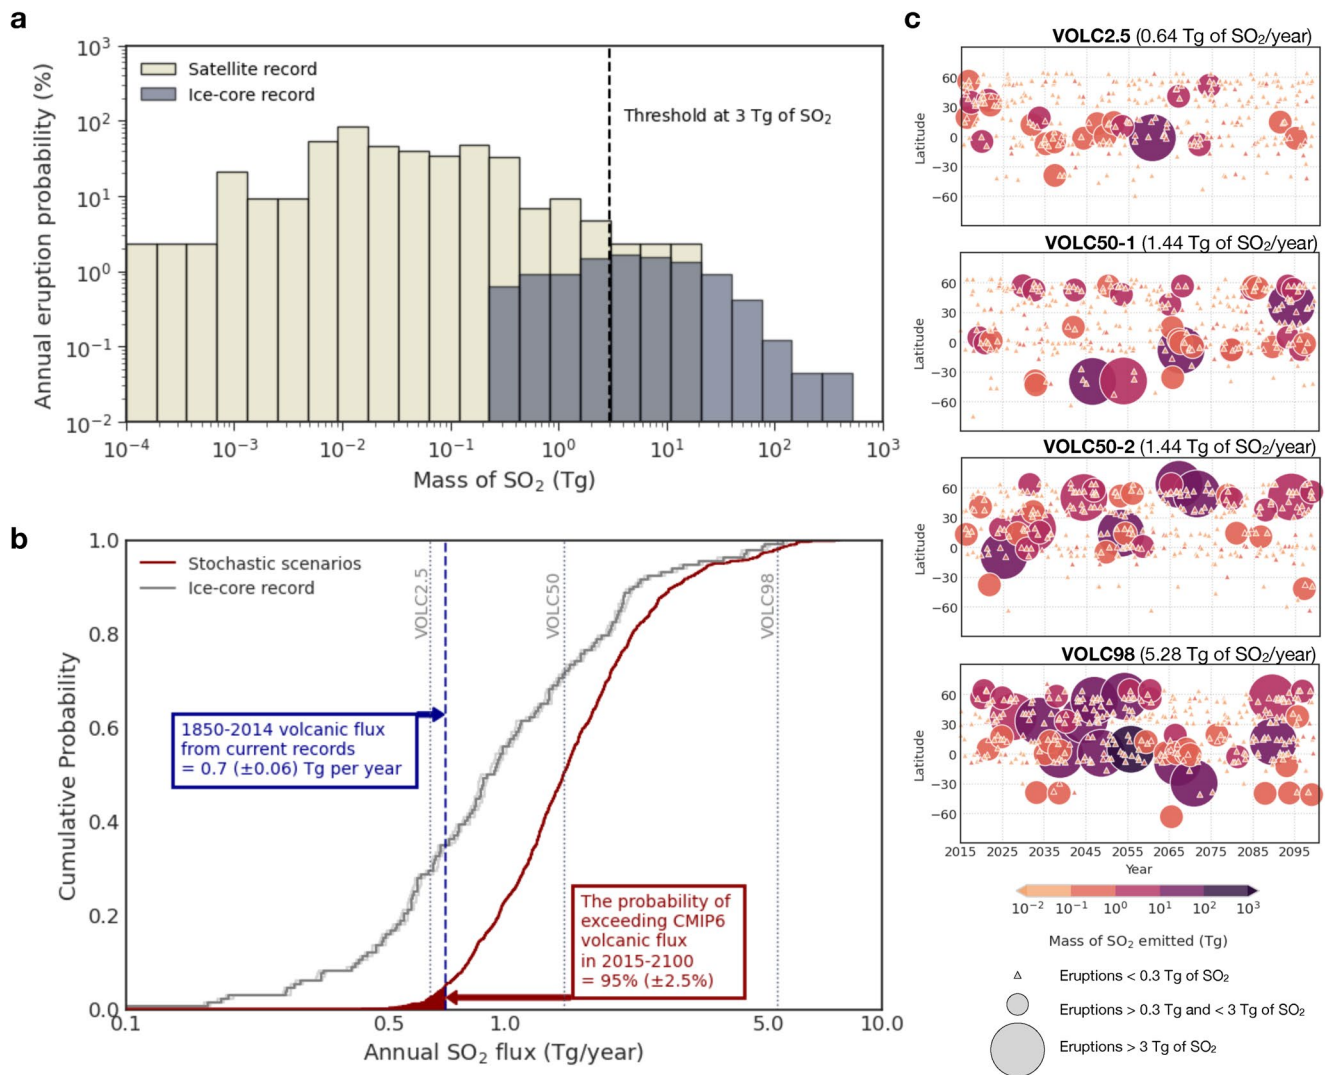 a
10³
10²
10¹
10⁰
10⁻¹
10⁻²
Annual eruption probability (%)
Satellite record
Ice-core record
Threshold at 3 Tg of SO₂
10⁻⁴ 10⁻³ 10⁻² 10⁻¹ 10⁰ 10¹ 10² 10³
Mass of SO₂ (Tg)
b
1.0
0.8
0.6
0.4
0.2
0.0
Cumulative Probability
Stochastic scenarios
Ice-core record
VOLC2.5
VOLC50
VOLC98
1850-2014 volcanic flux
from current records
= 0.7 (±0.06) Tg per year
The probability of
exceeding CMIP6
volcanic flux
in 2015-2100
= 95% (±2.5%)
0.1 0.5 1.0 5.0 10.0
Annual SO₂ flux (Tg/year)
c
VOLC2.5 (0.64 Tg of SO₂/year)
60
30
0
−30
−60
Latitude
VOLC50-1 (1.44 Tg of SO₂/year)
60
30
0
−30
−60
Latitude
VOLC50-2 (1.44 Tg of SO₂/year)
60
30
0
−30
−60
Latitude
VOLC98 (5.28 Tg of SO₂/year)
60
30
0
−30
−60
Latitude
2015 2025 2035 2045 2055 2065 2075 2085 2095
Year
10⁻² 10⁻¹ 10⁰ 10¹ 10² 10³
Mass of SO₂ emitted (Tg)
Eruptions < 0.3 Tg of SO₂
Eruptions > 0.3 Tg and < 3 Tg of SO₂
Eruptions > 3 Tg of SO₂